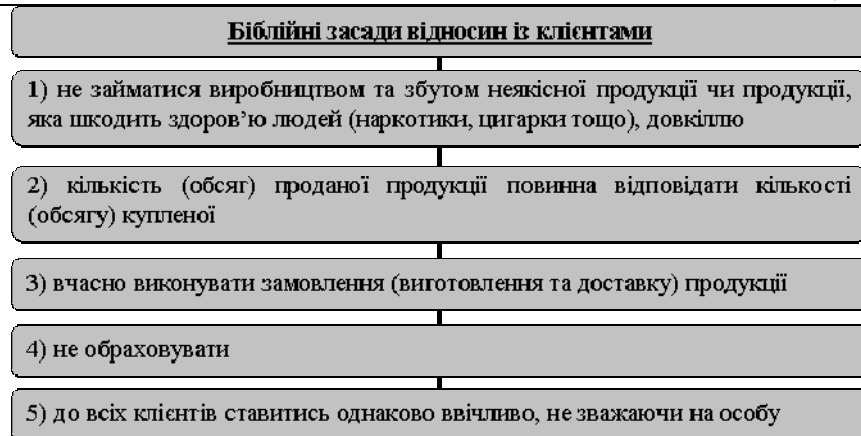 Біблійні засади відносин із клієнтами
1) не займатися виробництвом та збутом неякісної продукції чи продукції,
яка шкодить здоров’ю людей (наркотики, цигарки тощо), довкіллю
2) кількість (обсяг) проданої продукції повинна відповідати кількості
(обсягу) купленої
3) вчасно виконувати замовлення (виготовлення та доставку) продукції
4) не обраховувати
5) до всіх клієнтів ставитись однаково ввічливо, не зважаючи на особу